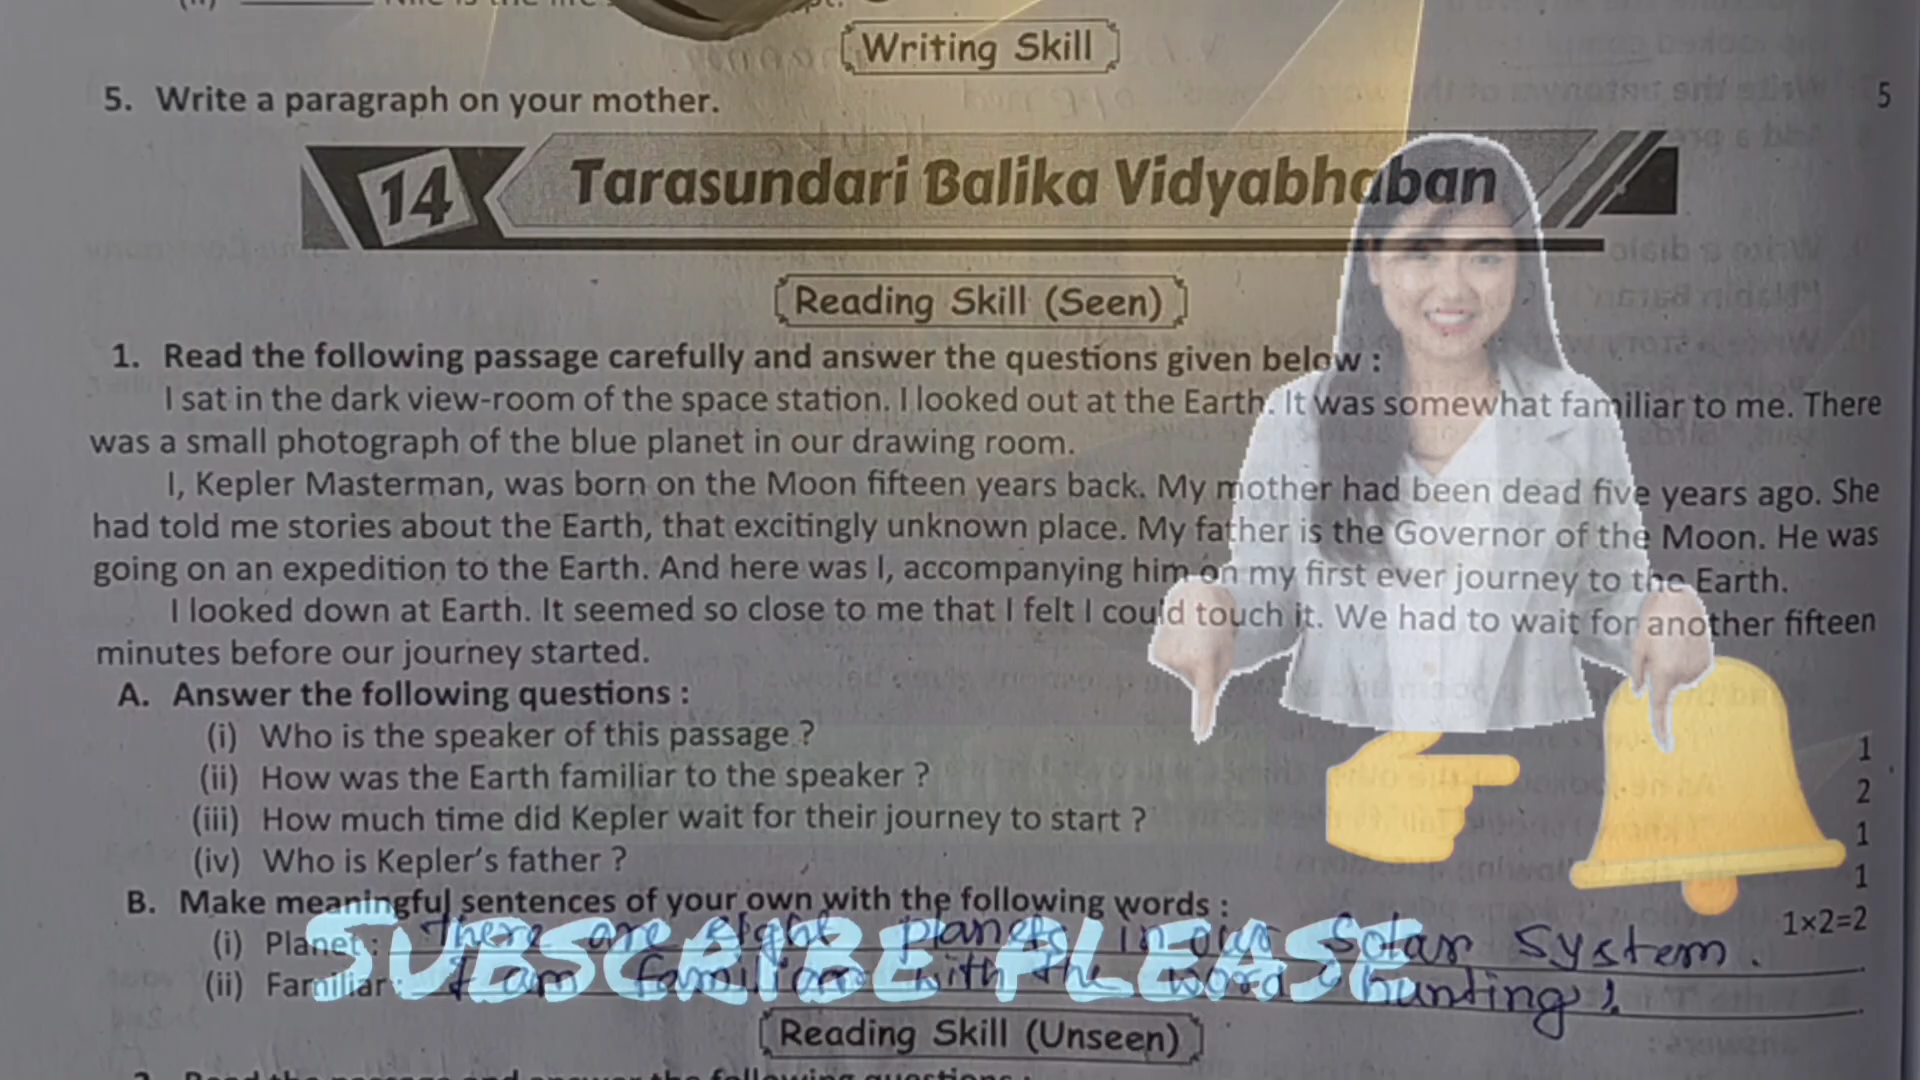 Writing Skill
5. Write a paragraph on your mother. 5
14 Tarasundari Balika Vidyabhaban
Reading Skill (Seen)
1. Read the following passage carefully and answer the questions given below :
I sat in the dark view-room of the space station. I looked out at the Earth. It was somewhat familiar to me. There
was a small photograph of the blue planet in our drawing room.
I, Kepler Masterman, was born on the Moon fifteen years back. My mother had been dead five years ago. She
had told me stories about the Earth, that excitingly unknown place. My father is the Governor of the Moon. He was
going on an expedition to the Earth. And here was I, accompanying him on my first ever journey to the Earth.
I looked down at Earth. It seemed so close to me that I felt I could touch it. We had to wait for another fifteen
minutes before our journey started.
A. Answer the following questions :
(i) Who is the speaker of this passage ? 1
(ii) How was the Earth familiar to the speaker ? 2
(iii) How much time did Kepler wait for their journey to start ? 1
(iv) Who is Kepler's father ? 1
B. Make meaningful sentences of your own with the following words : 1×2=2
(i) Planet : There are eight planets in our Solar System.
(ii) Familiar : I am familiar with the word 'hunting'.
SUBSCRIBE PLEASE
Reading Skill (Unseen)
2. Read the passage and answer the following questions :